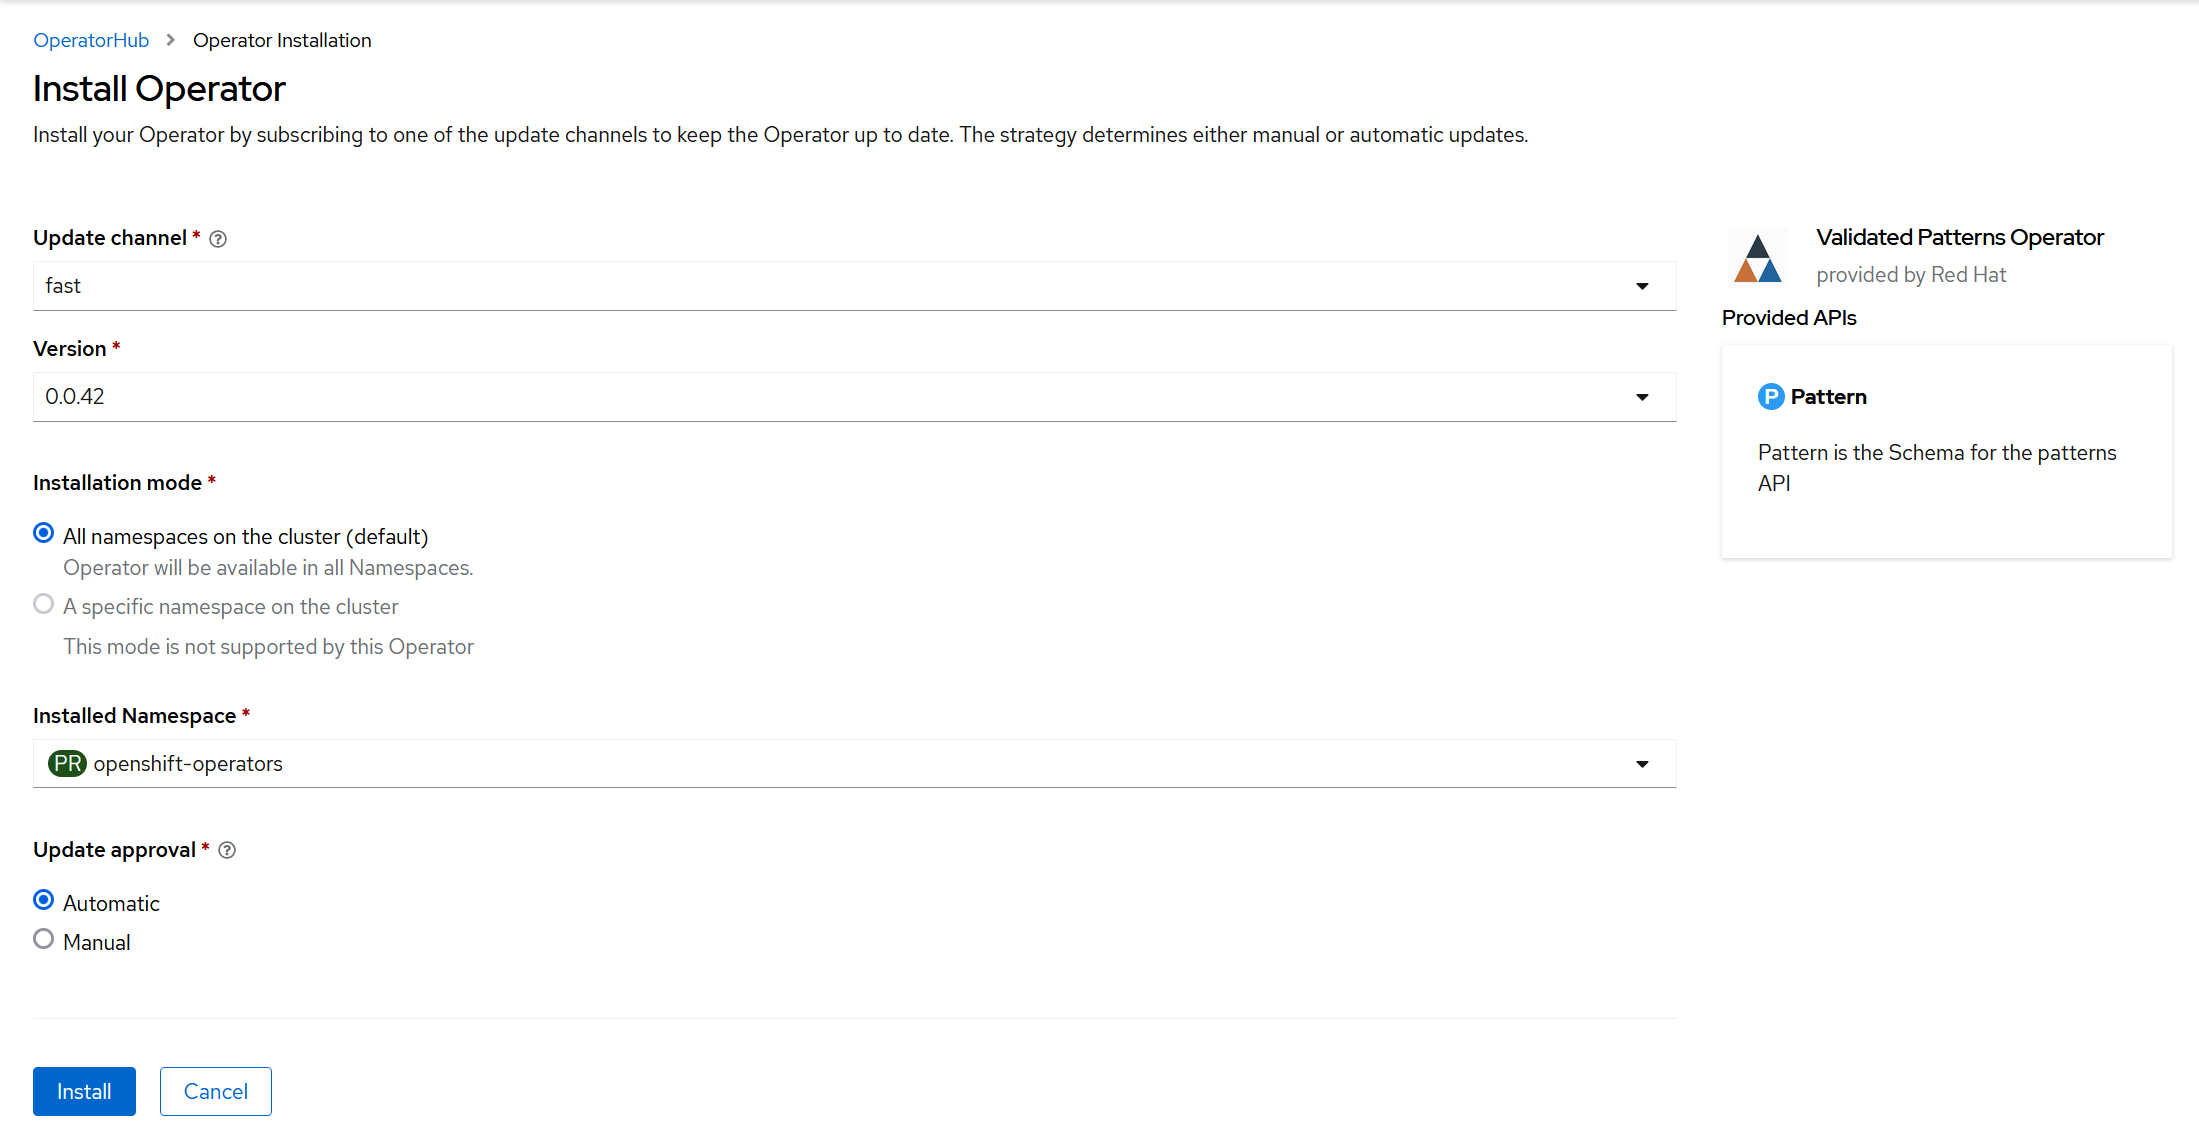 OperatorHub > Operator Installation
Install Operator
Install your Operator by subscribing to one of the update channels to keep the Operator up to date. The strategy determines either manual or automatic updates.
Update channel *
fast
Version *
0.0.42
Installation mode *
All namespaces on the cluster (default)
Operator will be available in all Namespaces.
A specific namespace on the cluster
This mode is not supported by this Operator
Installed Namespace *
PR openshift-operators
Update approval *
Automatic
Manual
Install Cancel
Validated Patterns Operator
provided by Red Hat
Provided APIs
P Pattern
Pattern is the Schema for the patterns
API